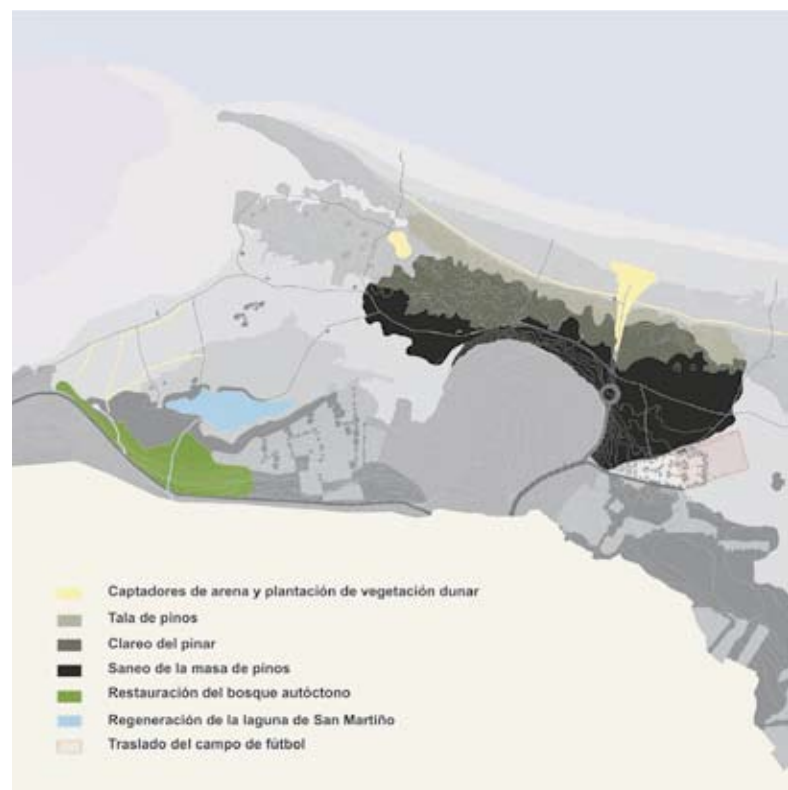 Captadores de arena y plantación de vegetación dunar
Tala de pinos
Clareo del pinar
Saneo de la masa de pinos
Restauración del bosque autóctono
Regeneración de la laguna de San Martiño
Traslado del campo de fútbol